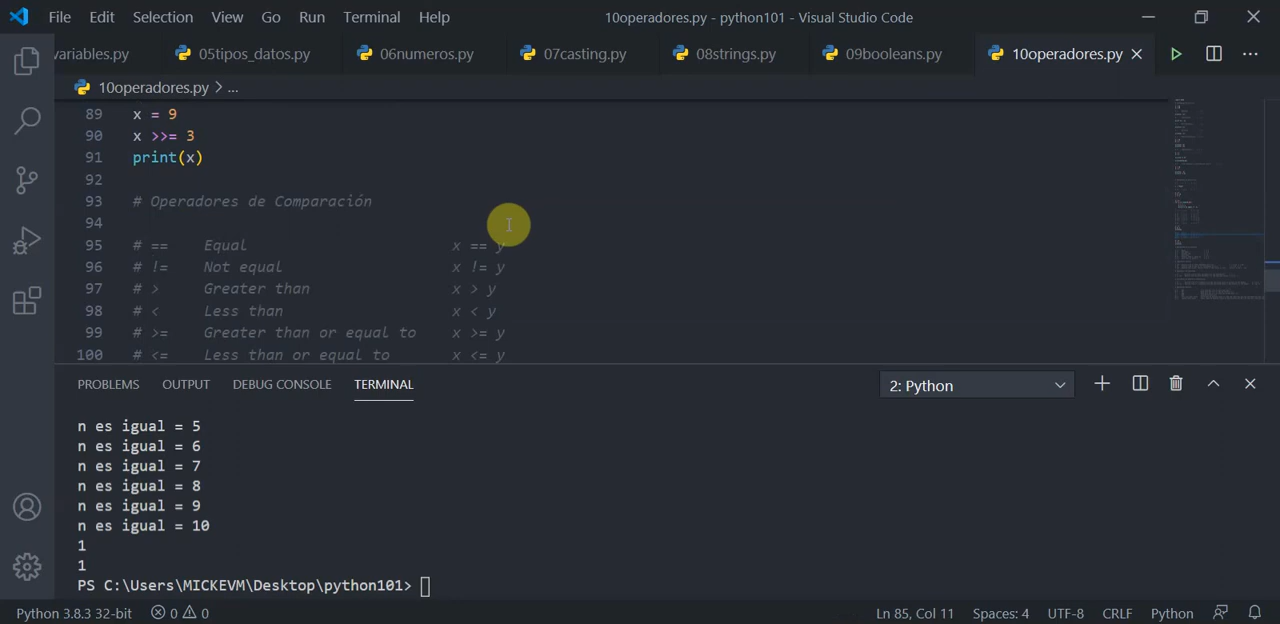 File Edit Selection View Go Run Terminal Help 10operadores.py - python101 - Visual Studio Code
variables.py 05tipos_datos.py 06numeros.py 07casting.py 08strings.py 09booleans.py 10operadores.py
10operadores.py > ...
89 x = 9
90 x >>= 3
91 print(x)
92
93 # Operadores de Comparación
94
95 # == Equal x == y
96 # != Not equal x != y
97 # > Greater than x > y
98 # < Less than x < y
99 # >= Greater than or equal to x >= y
100 # <= Less than or equal to x <= y
PROBLEMS OUTPUT DEBUG CONSOLE TERMINAL 2: Python
n es igual = 5
n es igual = 6
n es igual = 7
n es igual = 8
n es igual = 9
n es igual = 10
1
1
PS C:\Users\MICKEVM\Desktop\python101>
Python 3.8.3 32-bit 0 0 Ln 85, Col 11 Spaces: 4 UTF-8 CRLF Python